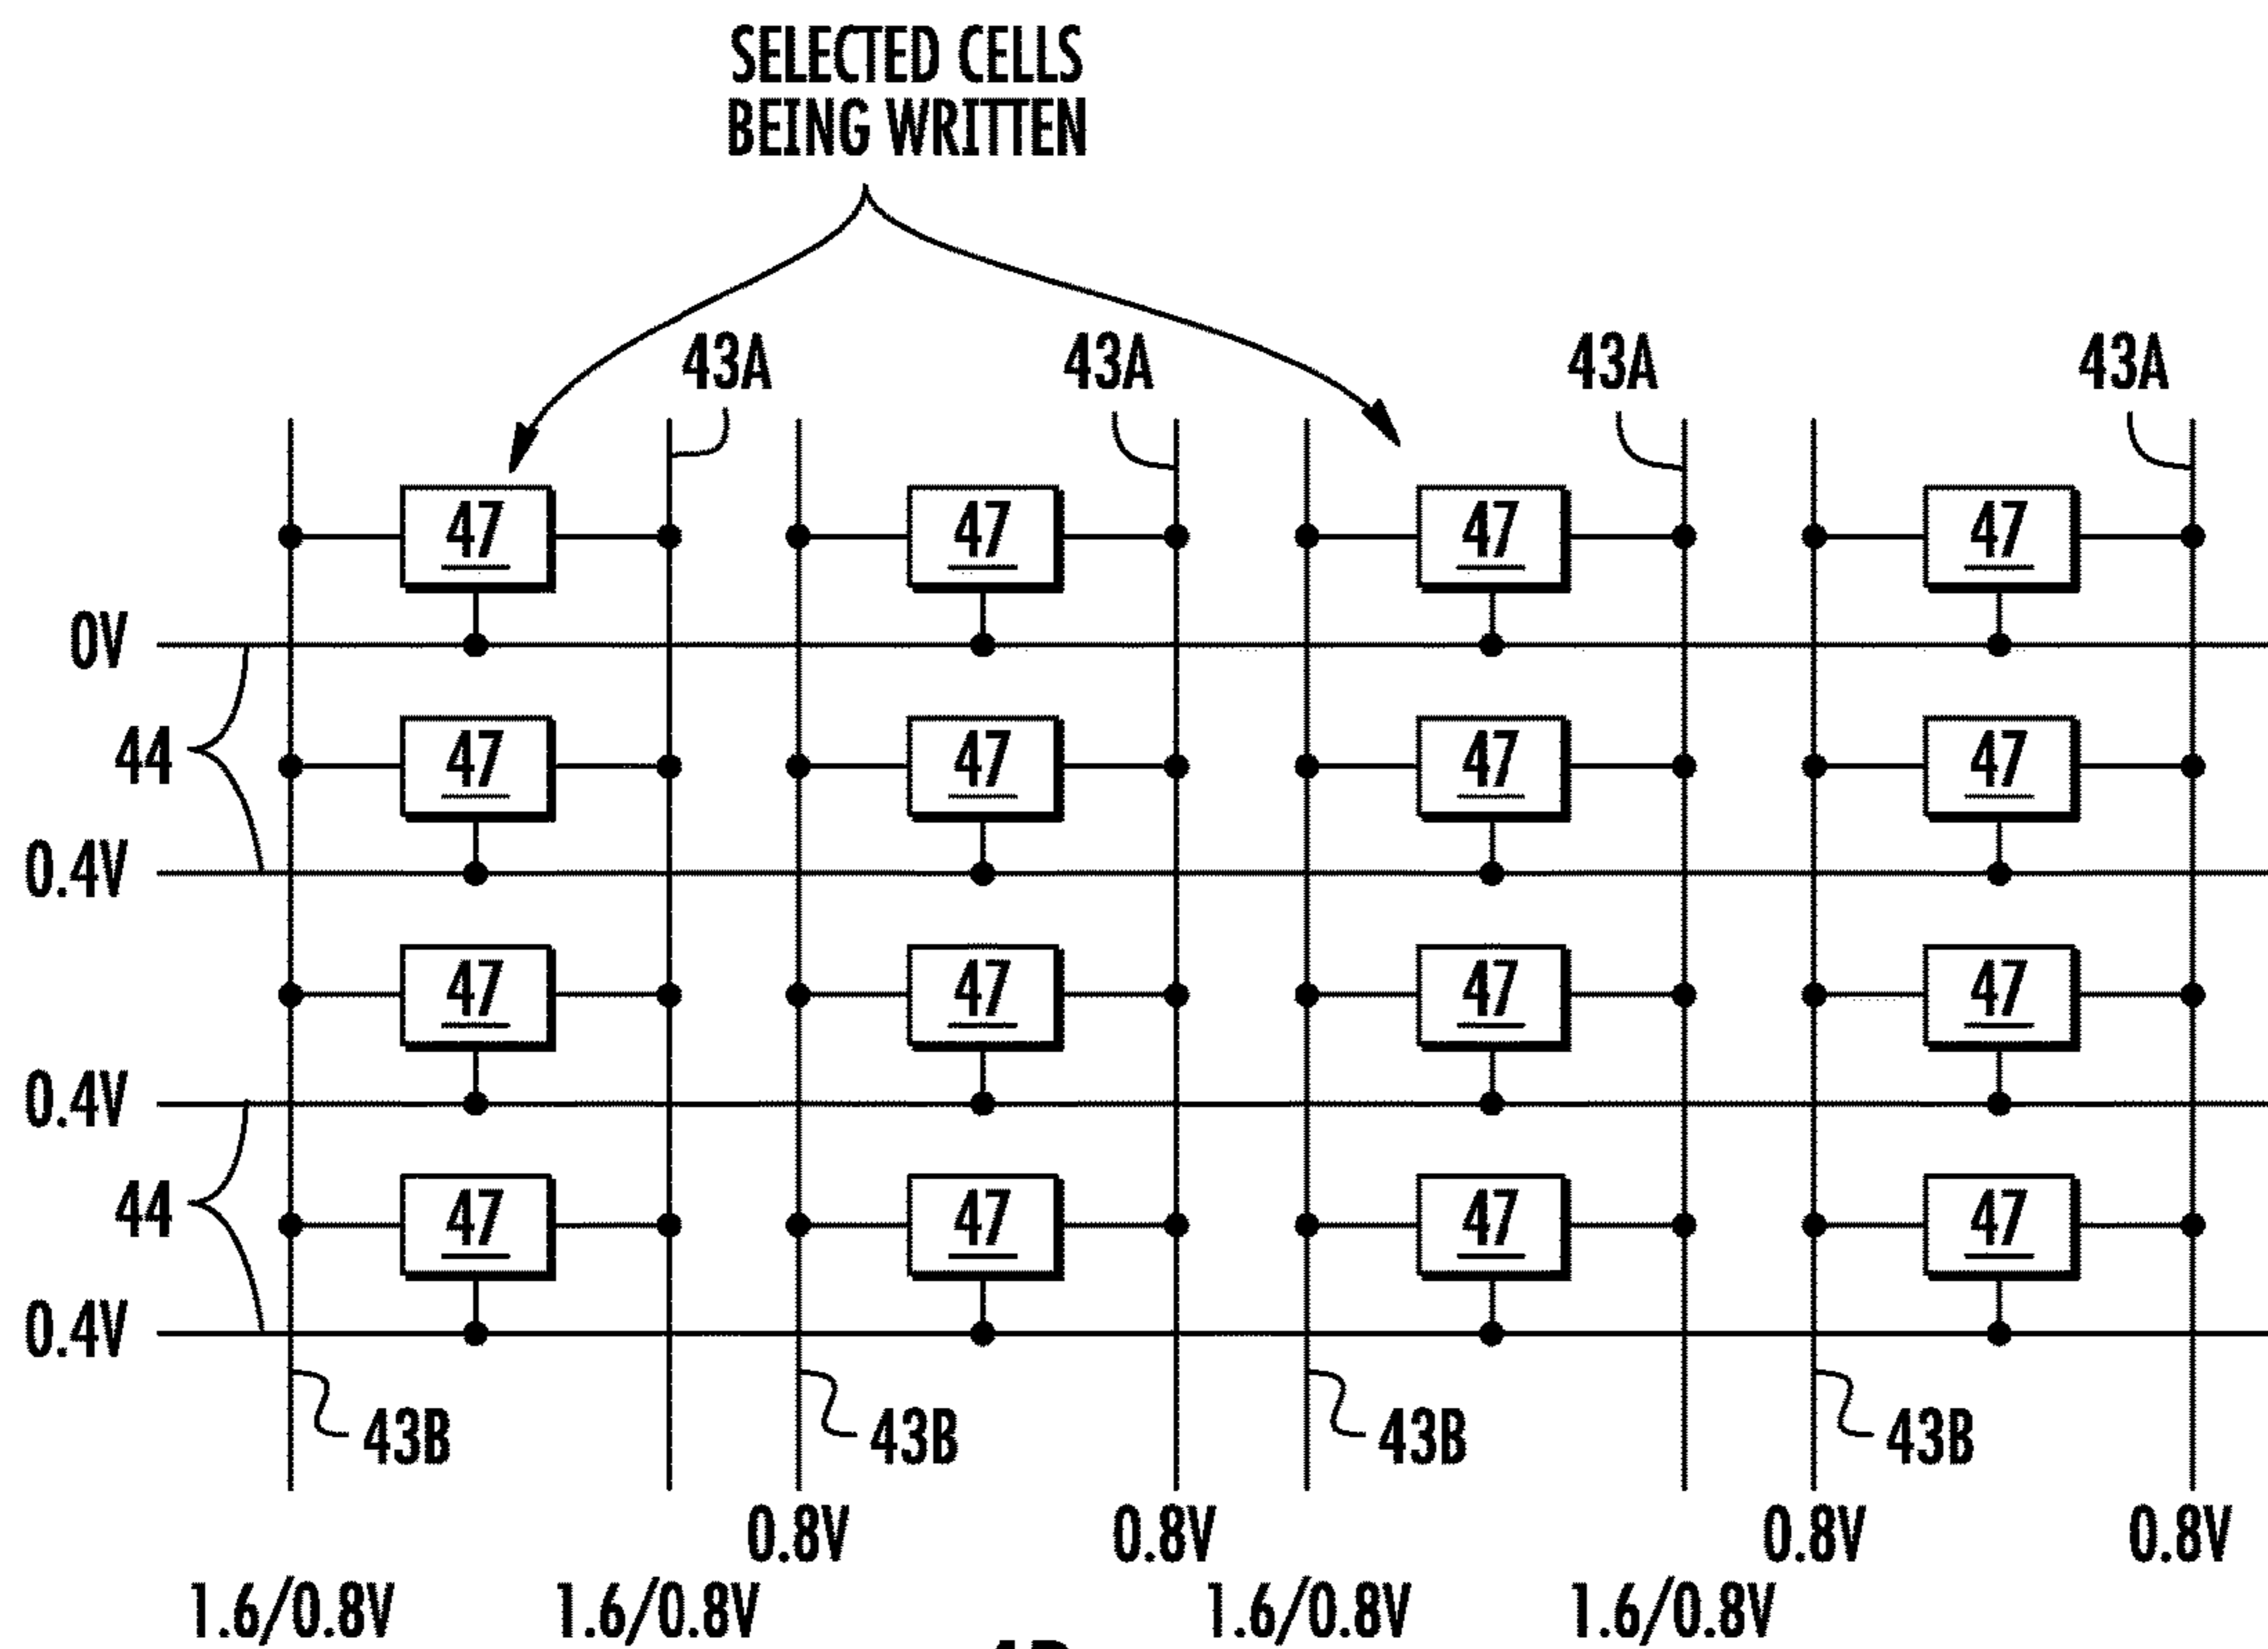 SELECTED CELLS
BEING WRITTEN
43A 43A 43A 43A
47 47 47 47
0V
44
47 47 47 47
0.4V
47 47 47 47
0.4V
44
47 47 47 47
0.4V
43B 43B 43B 43B
0.8V 0.8V 0.8V 0.8V
1.6/0.8V 1.6/0.8V 1.6/0.8V 1.6/0.8V